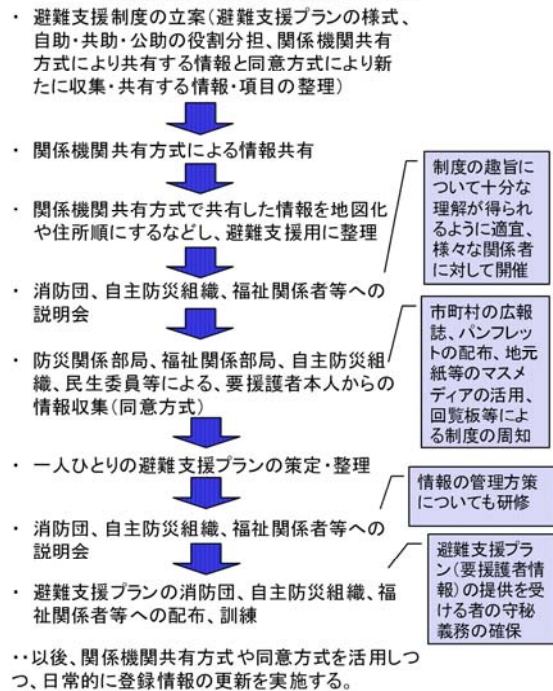 ・ 避難支援制度の立案(避難支援プランの様式、
自助・共助・公助の役割分担、関係機関共有
方式により共有する情報と同意方式により新
たに収集・共有する情報・項目の整理)
・ 関係機関共有方式による情報共有
・ 関係機関共有方式で共有した情報を地図化
や住所順にするなどし、避難支援用に整理
制度の趣旨に
ついて十分な
理解が得られ
るように適宜、
様々な関係者
に対して開催
・ 消防団、自主防災組織、福祉関係者等への
説明会
・ 防災関係部局、福祉関係部局、自主防災組
織、民生委員等による、要援護者本人からの
情報収集(同意方式)
市町村の広報
誌、パンフレッ
トの配布、地元
紙等のマスメ
ディアの活用、
回覧板等によ
る制度の周知
・ 一人ひとりの避難支援プランの策定・整理
・ 消防団、自主防災組織、福祉関係者等への
説明会
情報の管理方策
についても研修
・ 避難支援プランの消防団、自主防災組織、福
祉関係者等への配布、訓練
避難支援プラ
ン(要援護者情
報)の提供を受
ける者の守秘
義務の確保
・・以後、関係機関共有方式や同意方式を活用しつ
つ、日常的に登録情報の更新を実施する。